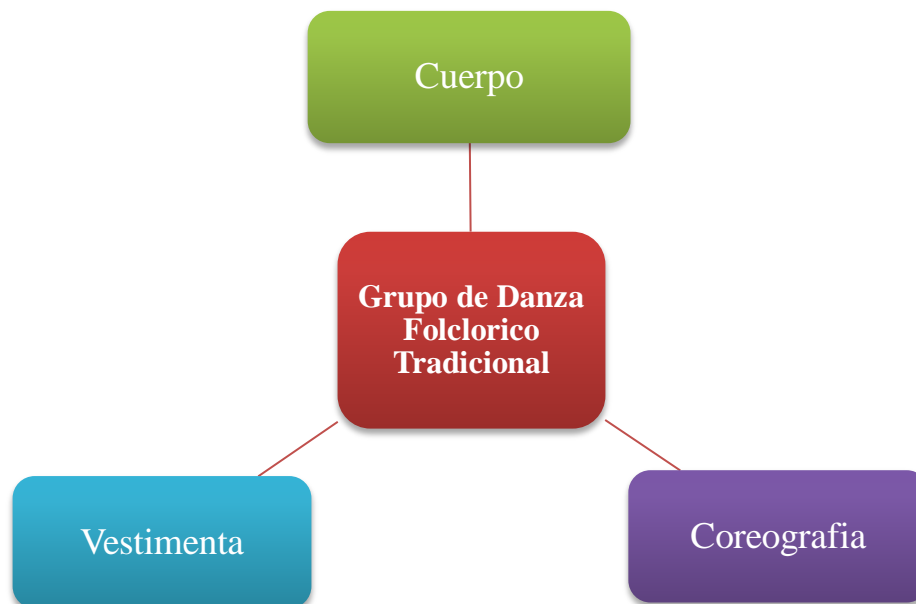 Cuerpo
Grupo de Danza
Folclorico
Tradicional
Vestimenta
Coreografia